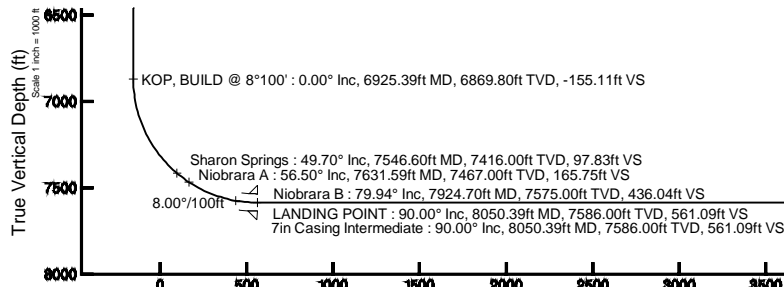 6500
7000
7500
8000
True Vertical Depth (ft)
Scale 1 inch = 1000 ft
KOP, BUILD @ 8°100' : 0.00° Inc, 6925.39ft MD, 6869.80ft TVD, -155.11ft VS
Sharon Springs : 49.70° Inc, 7546.60ft MD, 7416.00ft TVD, 97.83ft VS
Niobrara A : 56.50° Inc, 7631.59ft MD, 7467.00ft TVD, 165.75ft VS
Niobrara B : 79.94° Inc, 7924.70ft MD, 7575.00ft TVD, 436.04ft VS
8.00°/100ft
LANDING POINT : 90.00° Inc, 8050.39ft MD, 7586.00ft TVD, 561.09ft VS
7in Casing Intermediate : 90.00° Inc, 8050.39ft MD, 7586.00ft TVD, 561.09ft VS
0 500 1000 1500 2000 2500 3000 3500